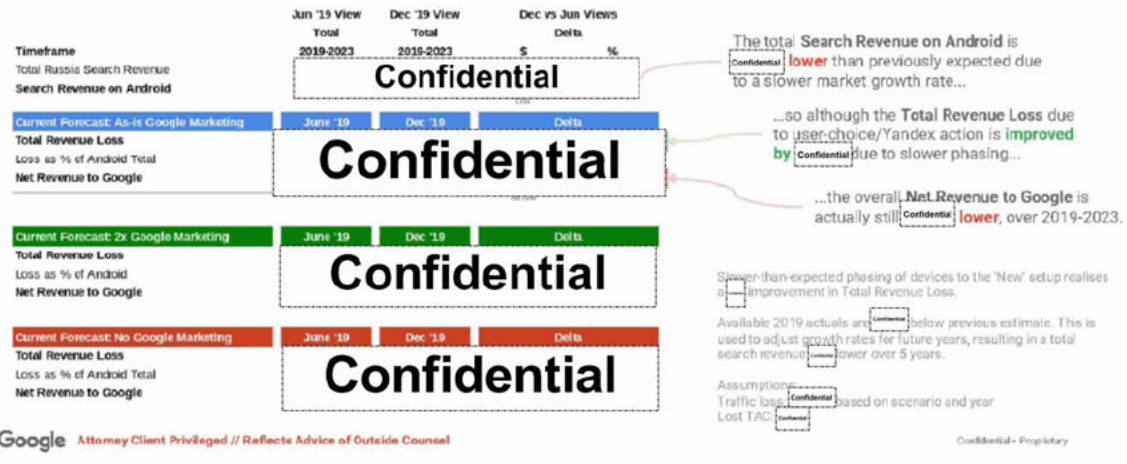 Jun '19 View Dec '19 View Dec vs Jun Views
Total Total Delta
Timeframe 2019-2023 2019-2023 $ %
Total Russia Search Revenue
Search Revenue on Android
Confidential
Current Forecast: As-is Google Marketing June '19 Dec '19 Delta
Total Revenue Loss
Loss as % of Android Total
Net Revenue to Google
Confidential
Current Forecast: 2x Google Marketing June '19 Dec '19 Delta
Total Revenue Loss
Loss as % of Android
Net Revenue to Google
Confidential
Current Forecast: No Google Marketing June '19 Dec '19 Delta
Total Revenue Loss
Loss as % of Android Total
Net Revenue to Google
Confidential
The total Search Revenue on Android is
Confidential lower than previously expected due
to a slower market growth rate...
...so although the Total Revenue Loss due
to user-choice/Yandex action is improved
by Confidential due to slower phasing...
...the overall Net Revenue to Google is
actually still Confidential lower, over 2019-2023.
Slower-than-expected phasing of devices to the 'New' setup realises
a improvement in Total Revenue Loss.
Available 2019 actuals are Confidential below previous estimate. This is
used to adjust growth rates for future years, resulting in a total
search revenue Confidential lower over 5 years.
Assumptions
Traffic loss: Confidential based on scenario and year
Lost TAC: Confidential
Google Attorney Client Privileged // Reflects Advice of Outside Counsel
Confidential + Proprietary